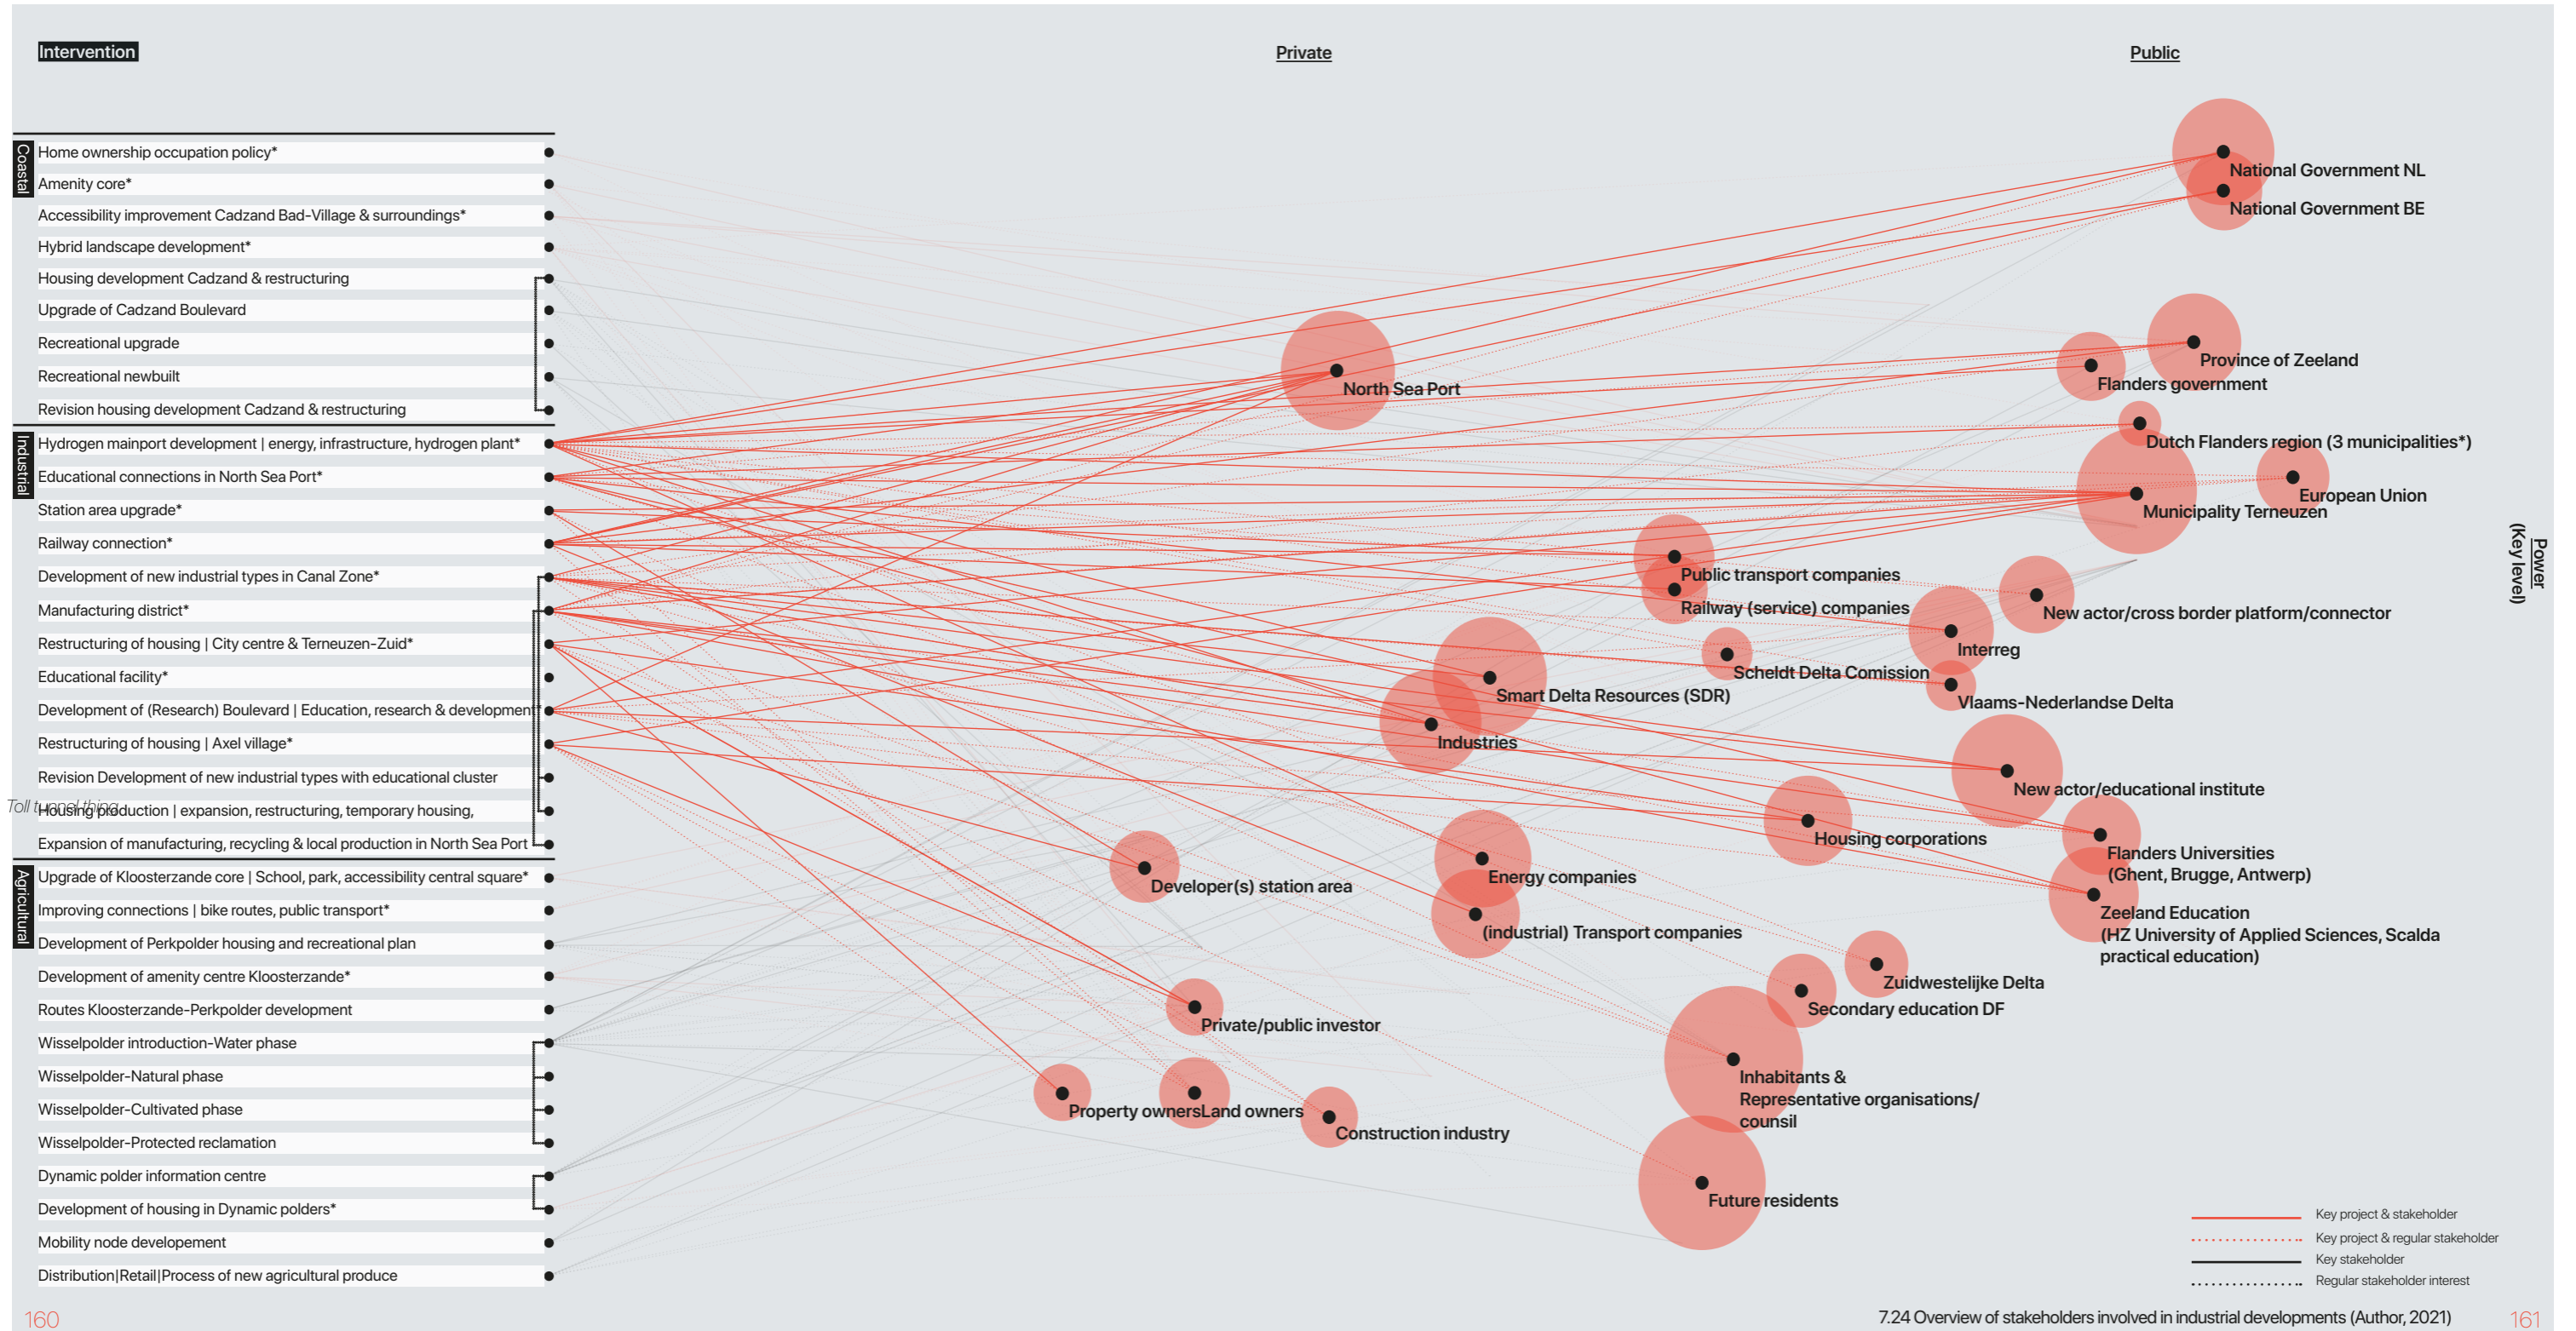 Intervention
Private
Public
Coastal
Home ownership occupation policy*
Amenity core*
Accessibility improvement Cadzand Bad-Village & surroundings*
Hybrid landscape development*
Housing development Cadzand & restructuring
Upgrade of Cadzand Boulevard
Recreational upgrade
Recreational newbuilt
Revision housing development Cadzand & restructuring
Industrial
Hydrogen mainport development | energy, infrastructure, hydrogen plant*
Educational connections in North Sea Port*
Station area upgrade*
Railway connection*
Development of new industrial types in Canal Zone*
Manufacturing district*
Restructuring of housing | City centre & Terneuzen-Zuid*
Educational facility*
Development of (Research) Boulevard | Education, research & development*
Restructuring of housing | Axel village*
Revision Development of new industrial types with educational cluster
Toll tunnel thing
Housing production | expansion, restructuring, temporary housing,
Expansion of manufacturing, recycling & local production in North Sea Port
Agricultural
Upgrade of Kloosterzande core | School, park, accessibility central square*
Improving connections | bike routes, public transport*
Development of Perkpolder housing and recreational plan
Development of amenity centre Kloosterzande*
Routes Kloosterzande-Perkpolder development
Wisselpolder introduction-Water phase
Wisselpolder-Natural phase
Wisselpolder-Cultivated phase
Wisselpolder-Protected reclamation
Dynamic polder information centre
Development of housing in Dynamic polders*
Mobility node developement
Distribution|Retail|Process of new agricultural produce
National Government NL
National Government BE
Province of Zeeland
Flanders government
North Sea Port
Dutch Flanders region (3 municipalities*)
European Union
Municipality Terneuzen
Power
(Key level)
Public transport companies
Railway (service) companies
New actor/cross border platform/connector
Interreg
Scheldt Delta Comission
Smart Delta Resources (SDR)
Vlaams-Nederlandse Delta
Industries
New actor/educational institute
Housing corporations
Flanders Universities
(Ghent, Brugge, Antwerp)
Energy companies
Developer(s) station area
Zeeland Education
(HZ University of Applied Sciences, Scalda
practical education)
(industrial) Transport companies
Zuidwestelijke Delta
Secondary education DF
Private/public investor
Inhabitants &
Representative organisations/
counsil
Property owners
Land owners
Construction industry
Future residents
Key project & stakeholder
Key project & regular stakeholder
Key stakeholder
Regular stakeholder interest
160
7.24 Overview of stakeholders involved in industrial developments (Author, 2021)
161